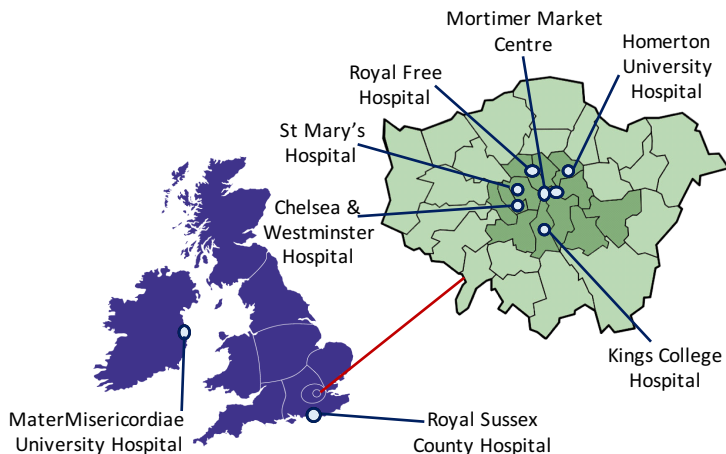 Mortimer Market
Centre
Homerton
University
Hospital
Royal Free
Hospital
St Mary’s
Hospital
Chelsea &
Westminster
Hospital
Kings College
Hospital
MaterMisericordiae
University Hospital
Royal Sussex
County Hospital